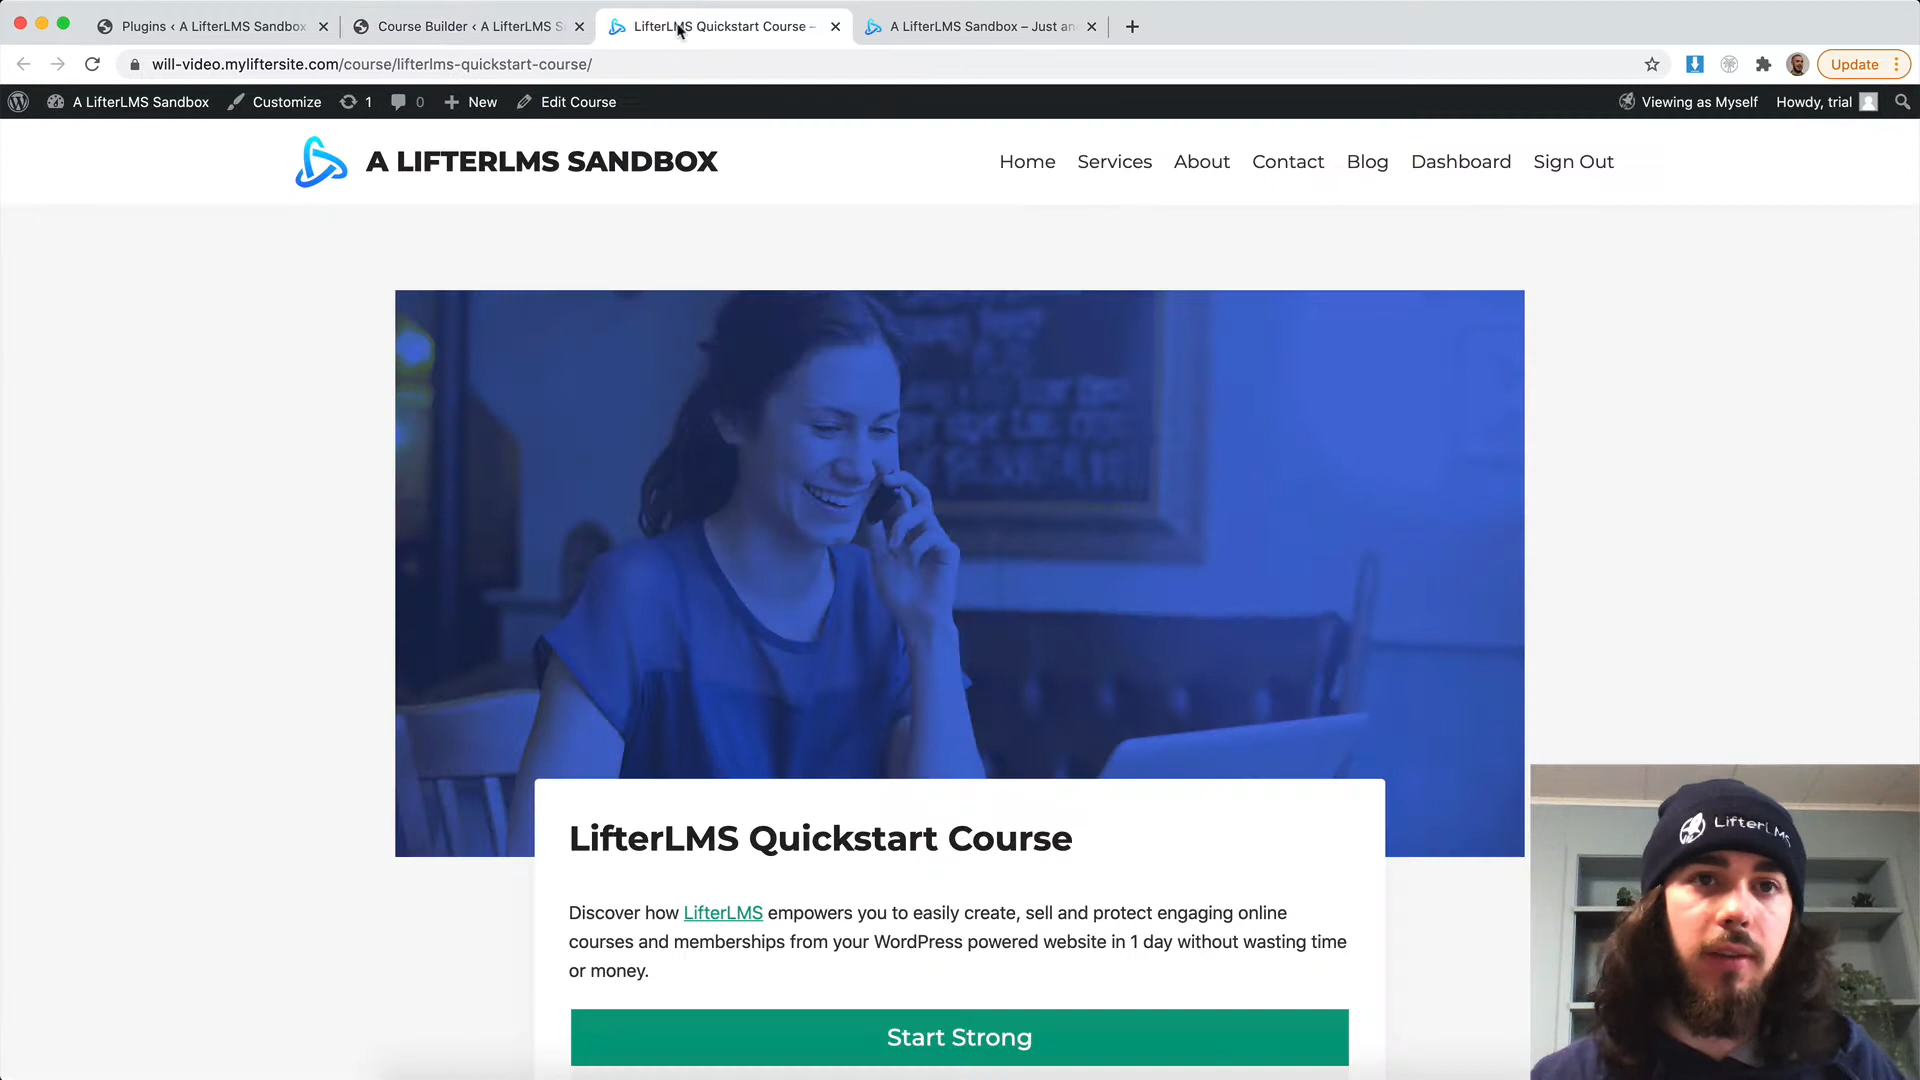 Plugins ‹ A LifterLMS Sandbox
Course Builder ‹ A LifterLMS S
LifterLMS Quickstart Course –
A LifterLMS Sandbox – Just an
will-video.myliftersite.com/course/lifterlms-quickstart-course/
Update
A LifterLMS Sandbox
Customize
1
0
New
Edit Course
Viewing as Myself
Howdy, trial
A LIFTERLMS SANDBOX
Home
Services
About
Contact
Blog
Dashboard
Sign Out
LifterLMS Quickstart Course
Discover how LifterLMS empowers you to easily create, sell and protect engaging online
courses and memberships from your WordPress powered website in 1 day without wasting time
or money.
Start Strong
LifterLMS